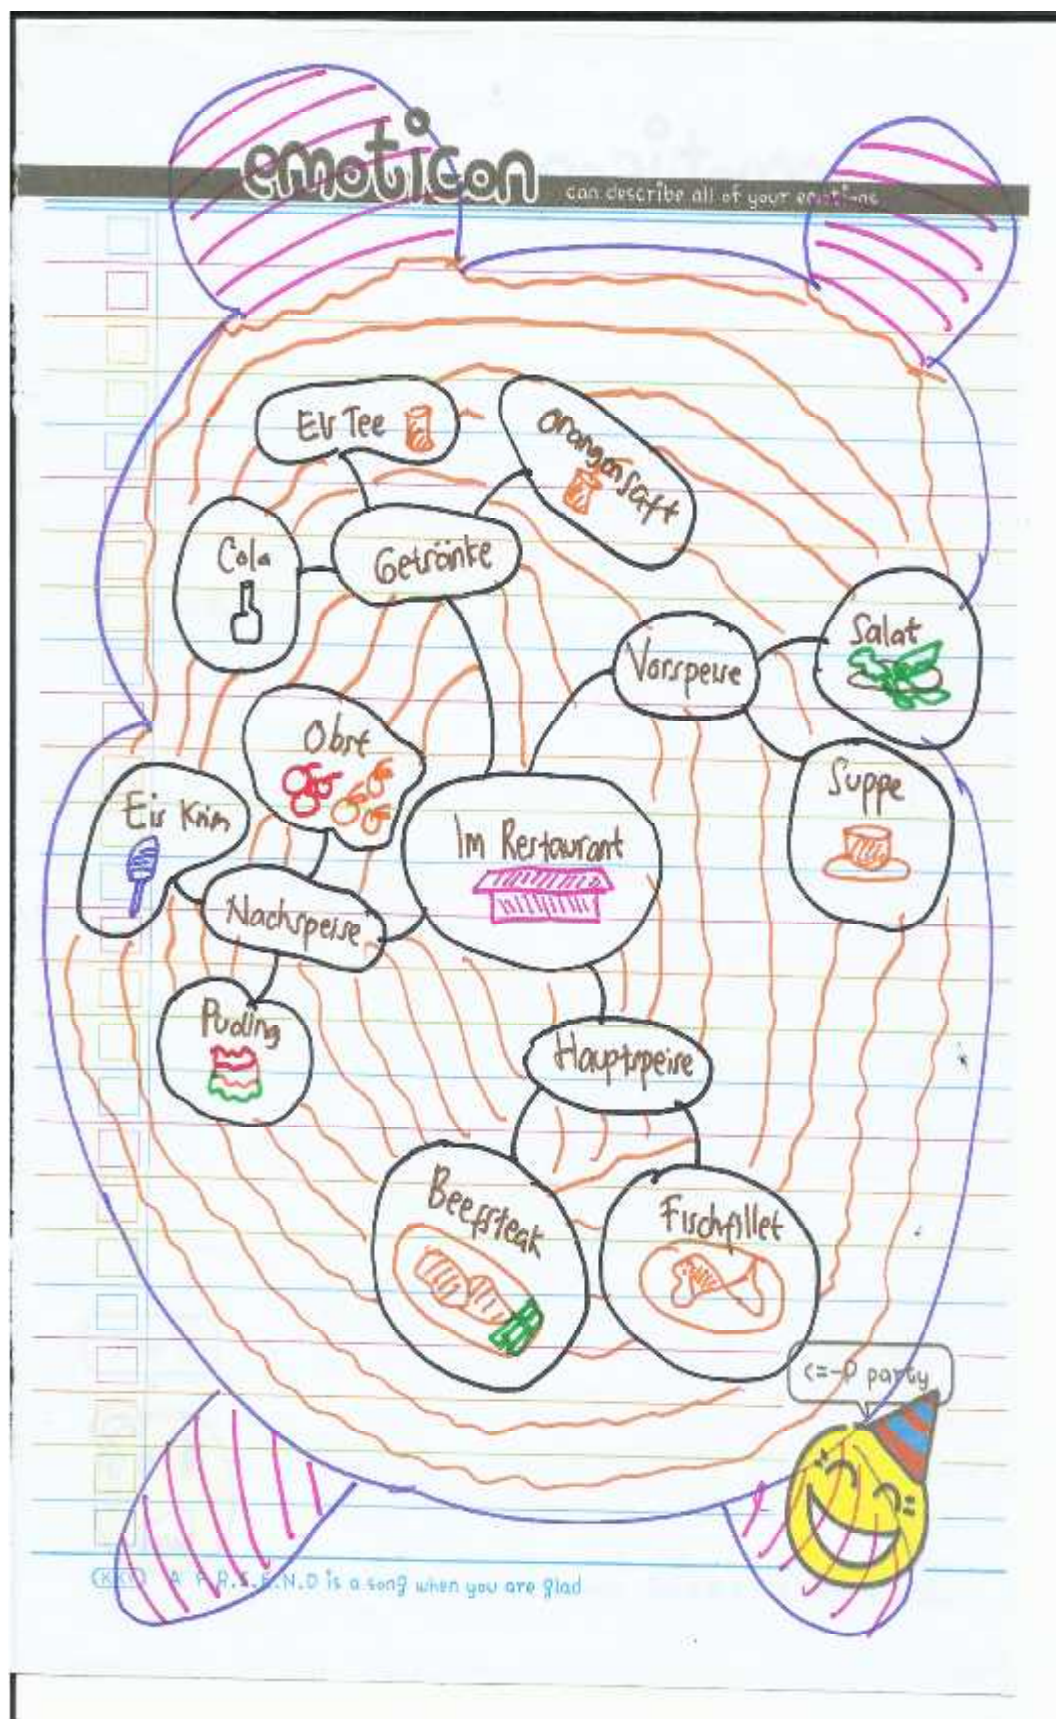 emoticon
can describe all of your emotions
EIS Tee
Orangensaft
Cola
Getränke
Salat
Vorspeise
Obst
Suppe
Eis Krim
Im Restaurant
Nachspeise
Puding
Hauptspeise
Beefsteak
Fischfillet
c=-P party
A F.R.I.E.N.D is a song when you are glad